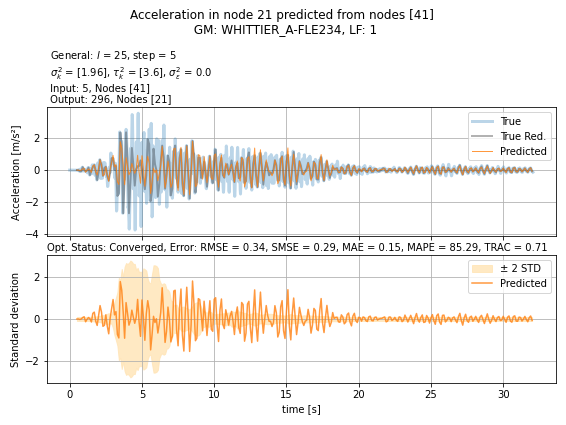 Acceleration in node 21 predicted from nodes [41]
GM: WHITTIER_A-FLE234, LF: 1
General: l = 25, step = 5
σ²ₖ = [1.96], τ²ₖ = [3.6], σ²ε = 0.0
Input: 5, Nodes [41]
Output: 296, Nodes [21]
Acceleration [m/s²]
2
0
−2
−4
True
True Red.
Predicted
Opt. Status: Converged, Error: RMSE = 0.34, SMSE = 0.29, MAE = 0.15, MAPE = 85.29, TRAC = 0.71
Standard deviation
2
0
−2
± 2 STD
Predicted
0 5 10 15 20 25 30
time [s]